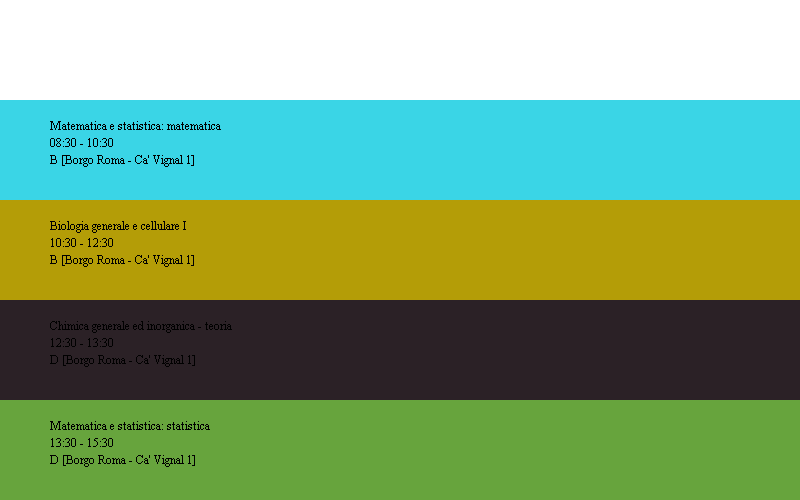 Matematica e statistica: matematica
08:30 - 10:30
B [Borgo Roma - Ca' Vignal 1]
Biologia generale e cellulare I
10:30 - 12:30
B [Borgo Roma - Ca' Vignal 1]
Chimica generale ed inorganica - teoria
12:30 - 13:30
D [Borgo Roma - Ca' Vignal 1]
Matematica e statistica: statistica
13:30 - 15:30
D [Borgo Roma - Ca' Vignal 1]